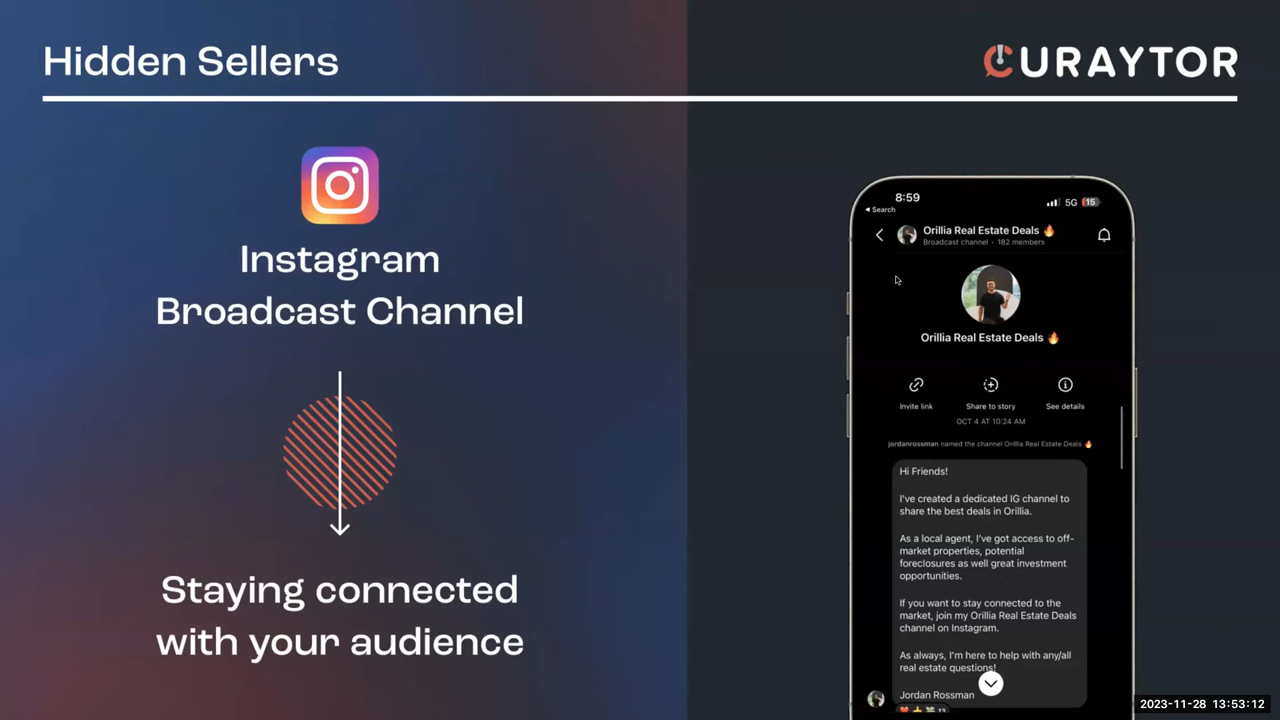 Hidden Sellers
CURAYTOR
Instagram
Broadcast Channel
Staying connected
with your audience
8:59
5G 15
◂ Search
Orillia Real Estate Deals 🔥
Broadcast channel · 182 members
Orillia Real Estate Deals 🔥
Invite link
Share to story
See details
OCT 4 AT 10:24 AM
jordanrossman named the channel Orillia Real Estate Deals 🔥
Hi Friends!
I've created a dedicated IG channel to
share the best deals in Orillia.
As a local agent, I've got access to off-
market properties, potential
foreclosures as well great investment
opportunities.
If you want to stay connected to the
market, join my Orillia Real Estate Deals
channel on Instagram.
As always, I'm here to help with any/all
real estate questions!
Jordan Rossman
2023-11-28 13:53:12